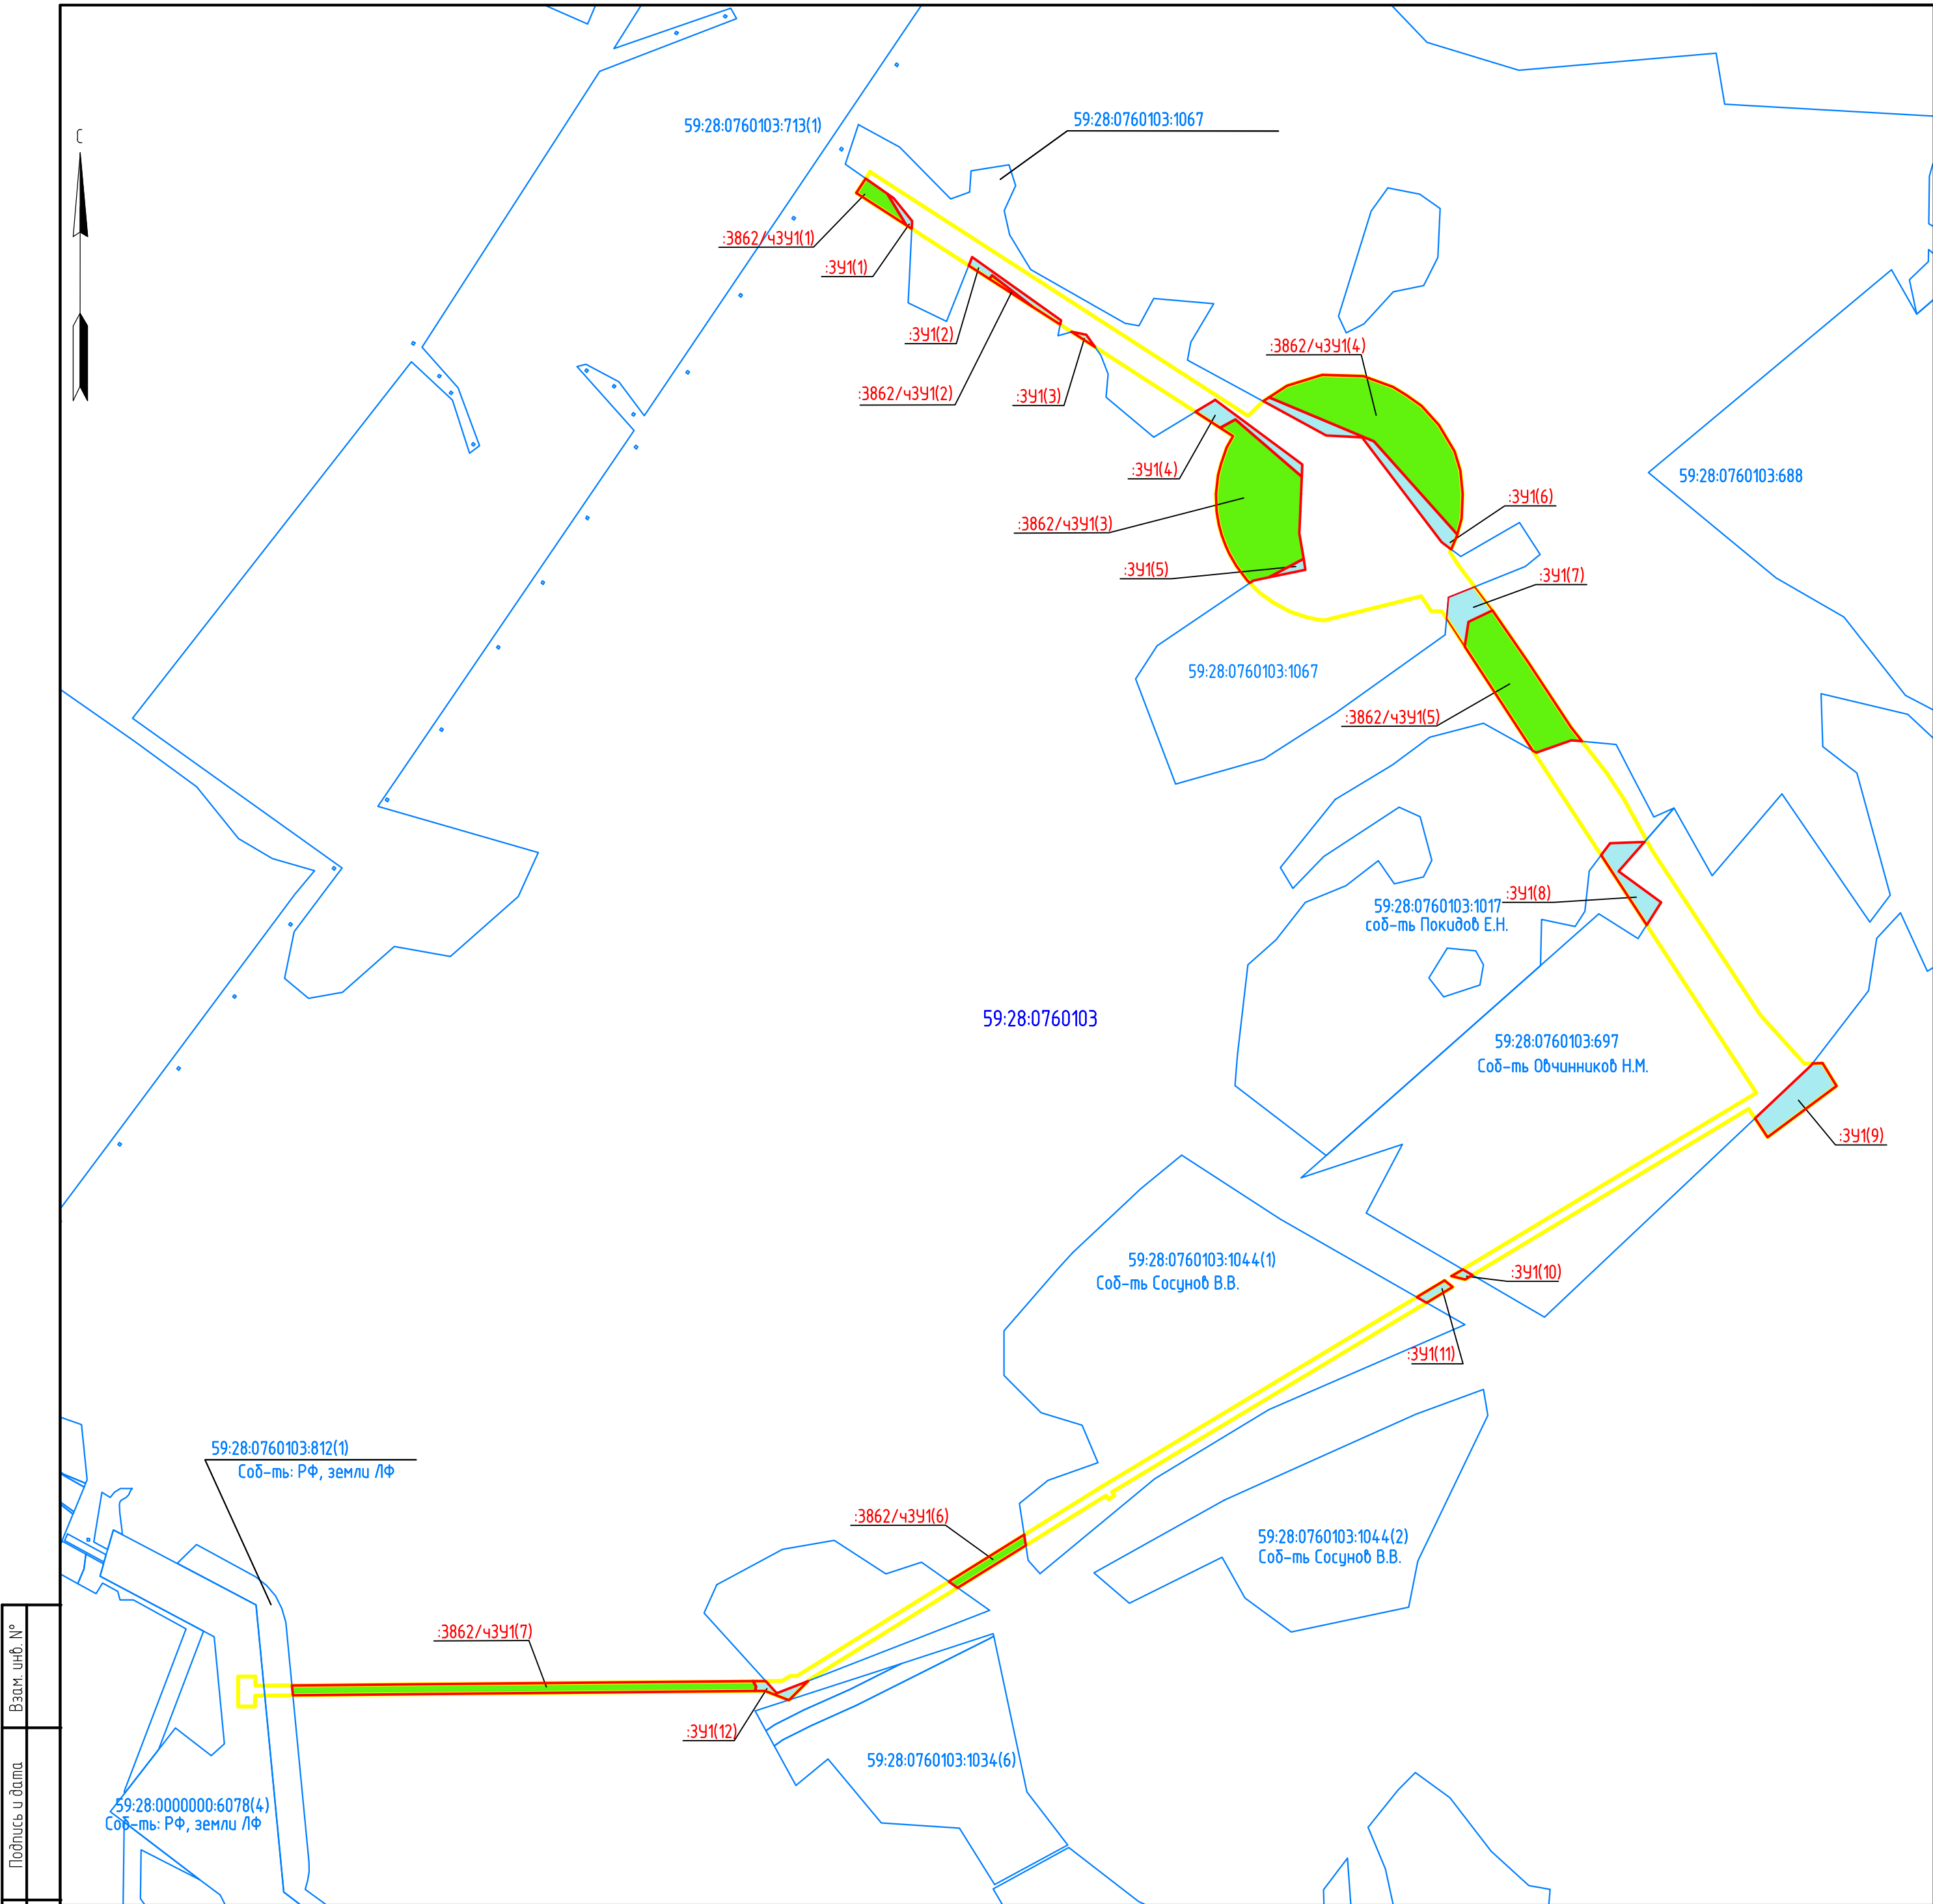 59:28:0760103:713(1)
59:28:0760103:1067
С
:3862/чЗУ1(1)
:ЗУ1(1)
:ЗУ1(2)
:3862/чЗУ1(4)
:3862/чЗУ1(2)
:ЗУ1(3)
:ЗУ1(4)
59:28:0760103:688
:ЗУ1(6)
:3862/чЗУ1(3)
:ЗУ1(5)
:ЗУ1(7)
59:28:0760103:1067
:3862/чЗУ1(5)
:ЗУ1(8)
59:28:0760103:1017
соб-ть Покидов Е.Н.
59:28:0760103
59:28:0760103:697
Соб-ть Овчинников Н.М.
:ЗУ1(9)
59:28:0760103:1044(1)
Соб-ть Сосунов В.В.
:ЗУ1(10)
:ЗУ1(11)
59:28:0760103:812(1)
Соб-ть: РФ, земли ЛФ
:3862/чЗУ1(6)
59:28:0760103:1044(2)
Соб-ть Сосунов В.В.
:3862/чЗУ1(7)
Взам. инв. N°
:ЗУ1(12)
59:28:0760103:1034(6)
59:28:0000000:6078(4)
Соб-ть: РФ, земли ЛФ
Подпись и дата